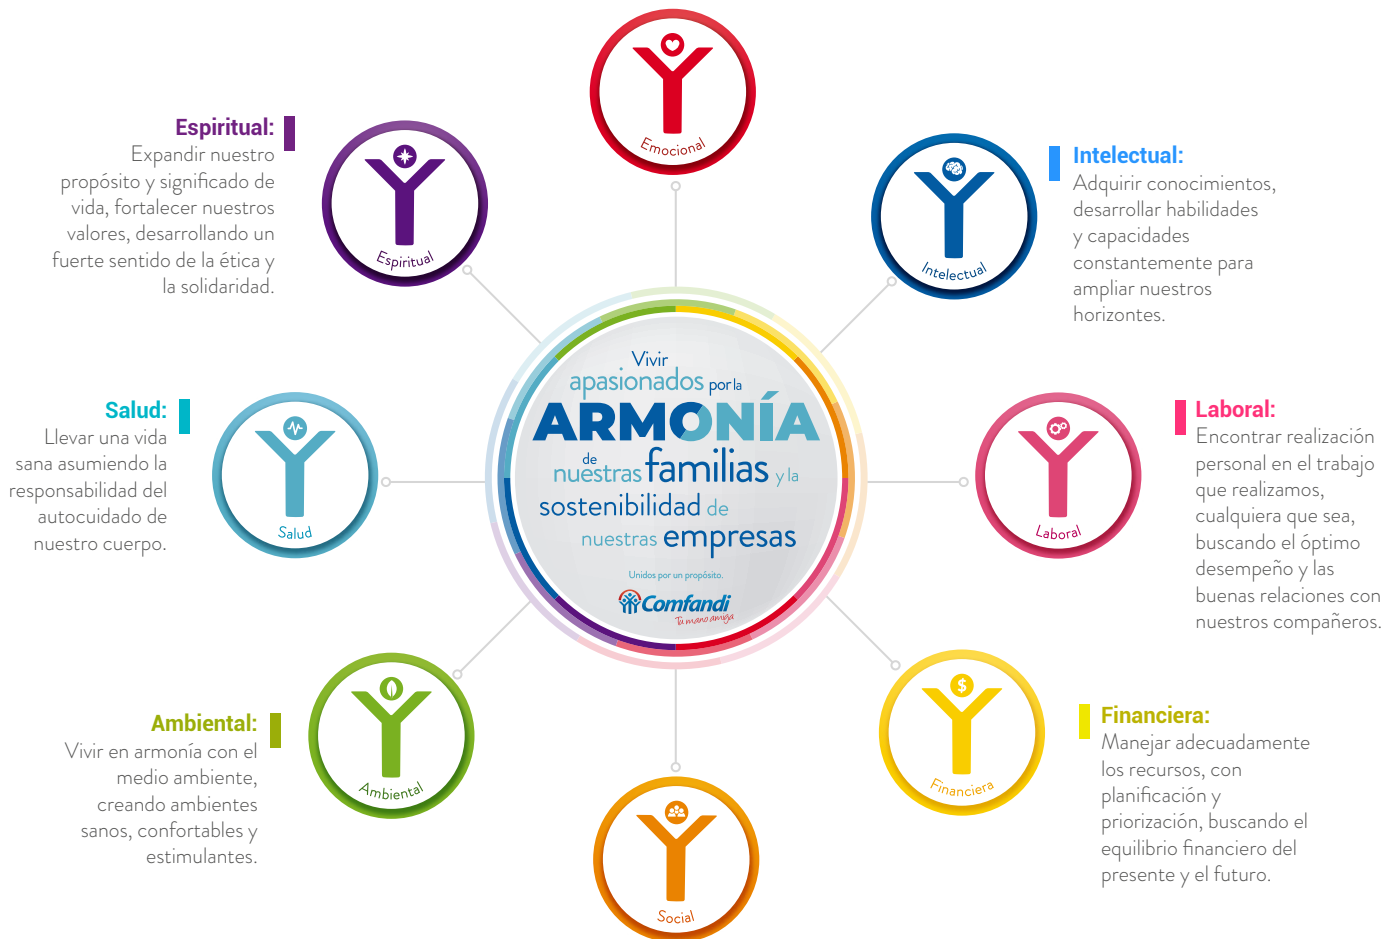 Emocional
Espiritual:
Expandir nuestro
propósito y significado de
vida, fortalecer nuestros
valores, desarrollando un
fuerte sentido de la ética y
la solidaridad.
Espiritual
Intelectual
Intelectual:
Adquirir conocimientos,
desarrollar habilidades
y capacidades
constantemente para
ampliar nuestros
horizontes.
Vivir
apasionados por la
ARMONÍA
de
nuestras familias y la
sostenibilidad de
nuestras empresas
Unidos por un propósito.
Comfandi
Tu mano amiga
Salud:
Llevar una vida
sana asumiendo la
responsabilidad del
autocuidado de
nuestro cuerpo.
Salud
Laboral
Laboral:
Encontrar realización
personal en el trabajo
que realizamos,
cualquiera que sea,
buscando el óptimo
desempeño y las
buenas relaciones con
nuestros compañeros.
Ambiental:
Vivir en armonía con el
medio ambiente,
creando ambientes
sanos, confortables y
estimulantes.
Ambiental
$
Financiera
Financiera:
Manejar adecuadamente
los recursos, con
planificación y
priorización, buscando el
equilibrio financiero del
presente y el futuro.
Social